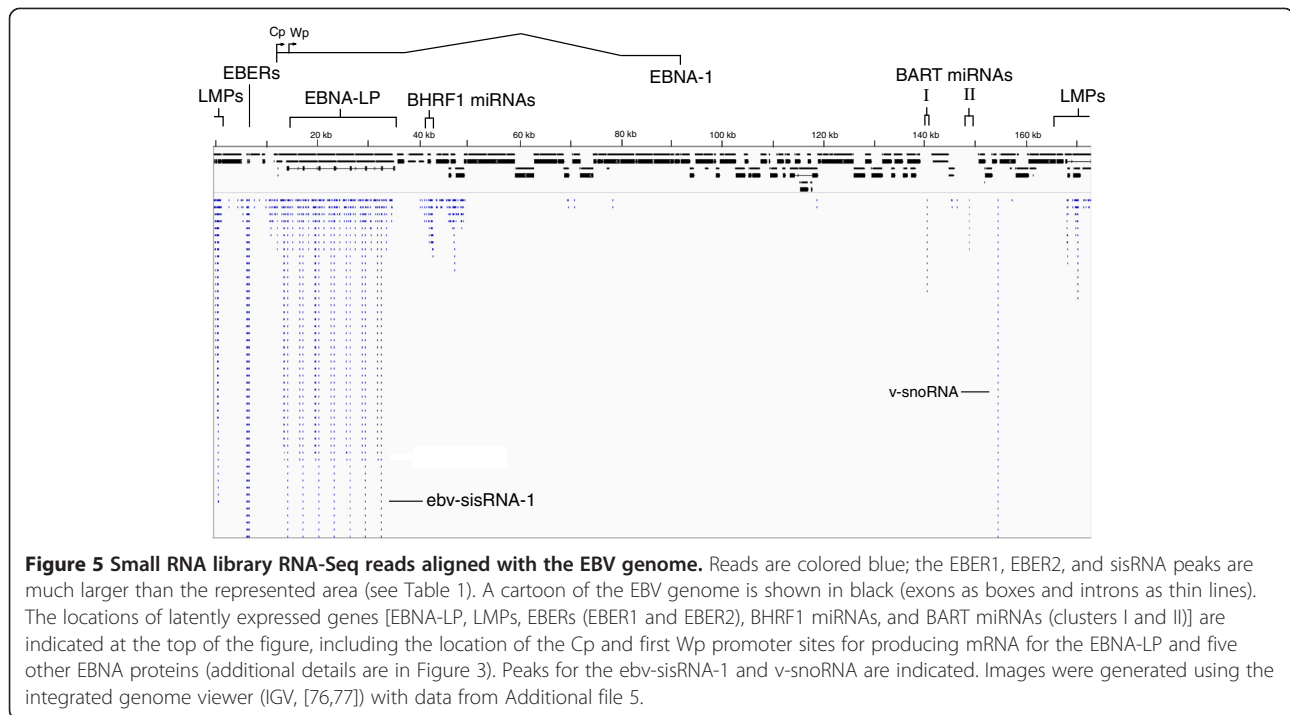 Cp Wp
EBERs
EBNA-1
BART miRNAs
LMPs
EBNA-LP
BHRF1 miRNAs
I
II
LMPs
20 kb
40 kb
60 kb
80 kb
100 kb
120 kb
140 kb
160 kb
v-snoRNA
ebv-sisRNA-1
Figure 5 Small RNA library RNA-Seq reads aligned with the EBV genome. Reads are colored blue; the EBER1, EBER2, and sisRNA peaks are
much larger than the represented area (see Table 1). A cartoon of the EBV genome is shown in black (exons as boxes and introns as thin lines).
The locations of latently expressed genes [EBNA-LP, LMPs, EBERs (EBER1 and EBER2), BHRF1 miRNAs, and BART miRNAs (clusters I and II)] are
indicated at the top of the figure, including the location of the Cp and first Wp promoter sites for producing mRNA for the EBNA-LP and five
other EBNA proteins (additional details are in Figure 3). Peaks for the ebv-sisRNA-1 and v-snoRNA are indicated. Images were generated using the
integrated genome viewer (IGV, [76,77]) with data from Additional file 5.